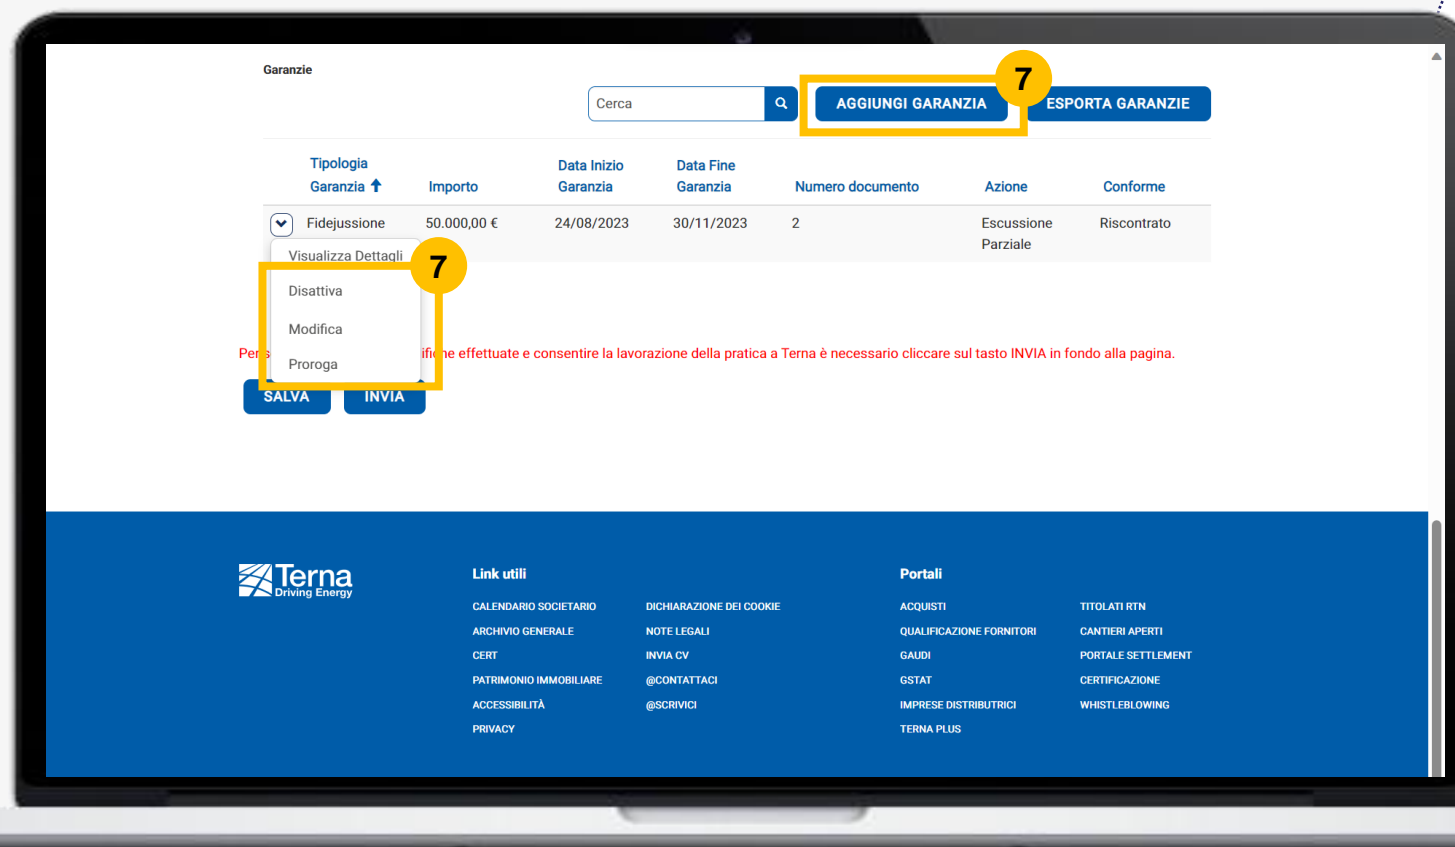 Garanzie
7
Cerca
AGGIUNGI GARANZIA
ESPORTA GARANZIE
Tipologia Garanzia
Importo
Data Inizio Garanzia
Data Fine Garanzia
Numero documento
Azione
Conforme
Fidejussione
50.000,00 €
24/08/2023
30/11/2023
2
Escussione Parziale
Riscontrato
Visualizza Dettagli
7
Disattiva
Modifica
Proroga
effettuate e consentire la lavorazione della pratica a Terna è necessario cliccare sul tasto INVIA in fondo alla pagina.
SALVA
INVIA
Terna
Driving Energy
Link utili
CALENDARIO SOCIETARIO
ARCHIVIO GENERALE
CERT
PATRIMONIO IMMOBILIARE
ACCESSIBILITÀ
PRIVACY
DICHIARAZIONE DEI COOKIE
NOTE LEGALI
INVIA CV
@CONTATTACI
@SCRIVICI
Portali
ACQUISTI
QUALIFICAZIONE FORNITORI
GAUDI
GSTAT
IMPRESE DISTRIBUTRICI
TERNA PLUS
TITOLATI RTN
CANTIERI APERTI
PORTALE SETTLEMENT
CERTIFICAZIONE
WHISTLEBLOWING